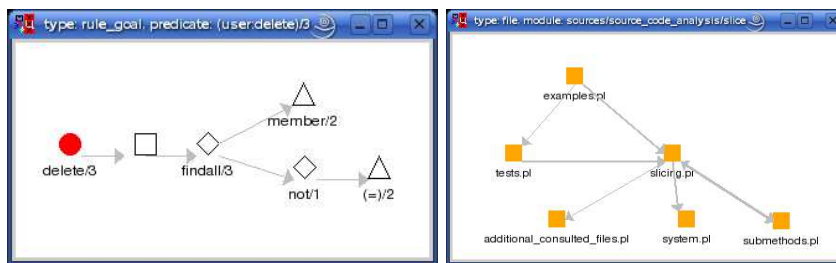 type: rule_goal, predicate: (user:delete)/3
member/2
delete/3
findall/3
not/1
(=)/2
type: file. module: sources/source_code_analysis/slice
examples.pl
tests.pl
slicing.pl
additional_consulted_files.pl
system.pl
submethods.pl